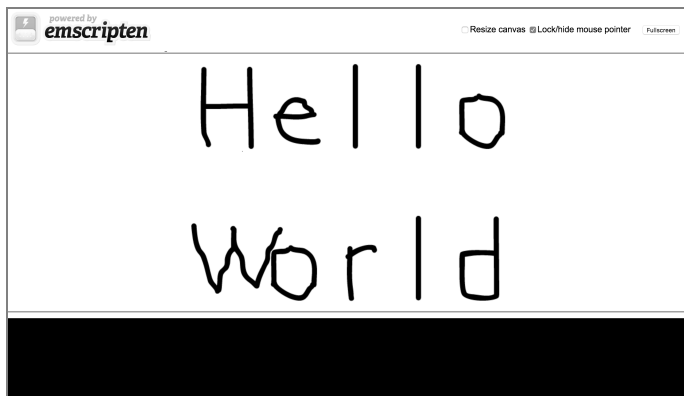 powered by
emscripten
Resize canvas Lock/hide mouse pointer Fullscreen
Hello
World